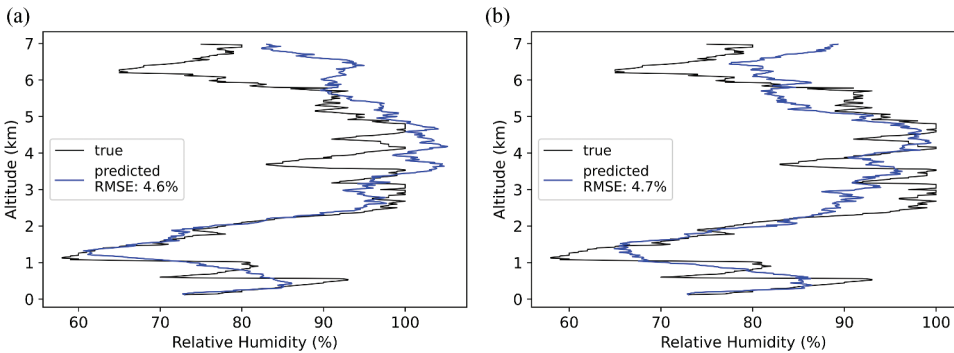 (a)
7
6
5
4
3
2
1
0
Altitude (km)
true
predicted
RMSE: 4.6%
60 70 80 90 100
Relative Humidity (%)
(b)
7
6
5
4
3
2
1
0
Altitude (km)
true
predicted
RMSE: 4.7%
60 70 80 90 100
Relative Humidity (%)